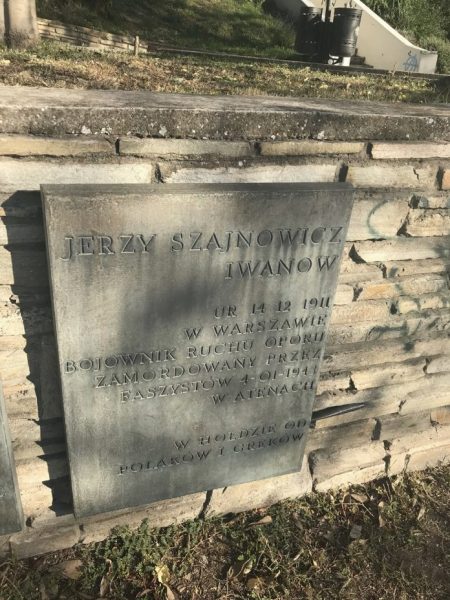 JERZY SZAJNOWICZ
IWANÓW
UR 14 12 1911
W WARSZAWIE
BOJOWNIK RUCHU OPORU
ZAMORDOWANY PRZEZ
FASZYSTÓW 4-01-1943
W ATENACH
W HOŁDZIE OD
POLAKÓW I GREKÓW